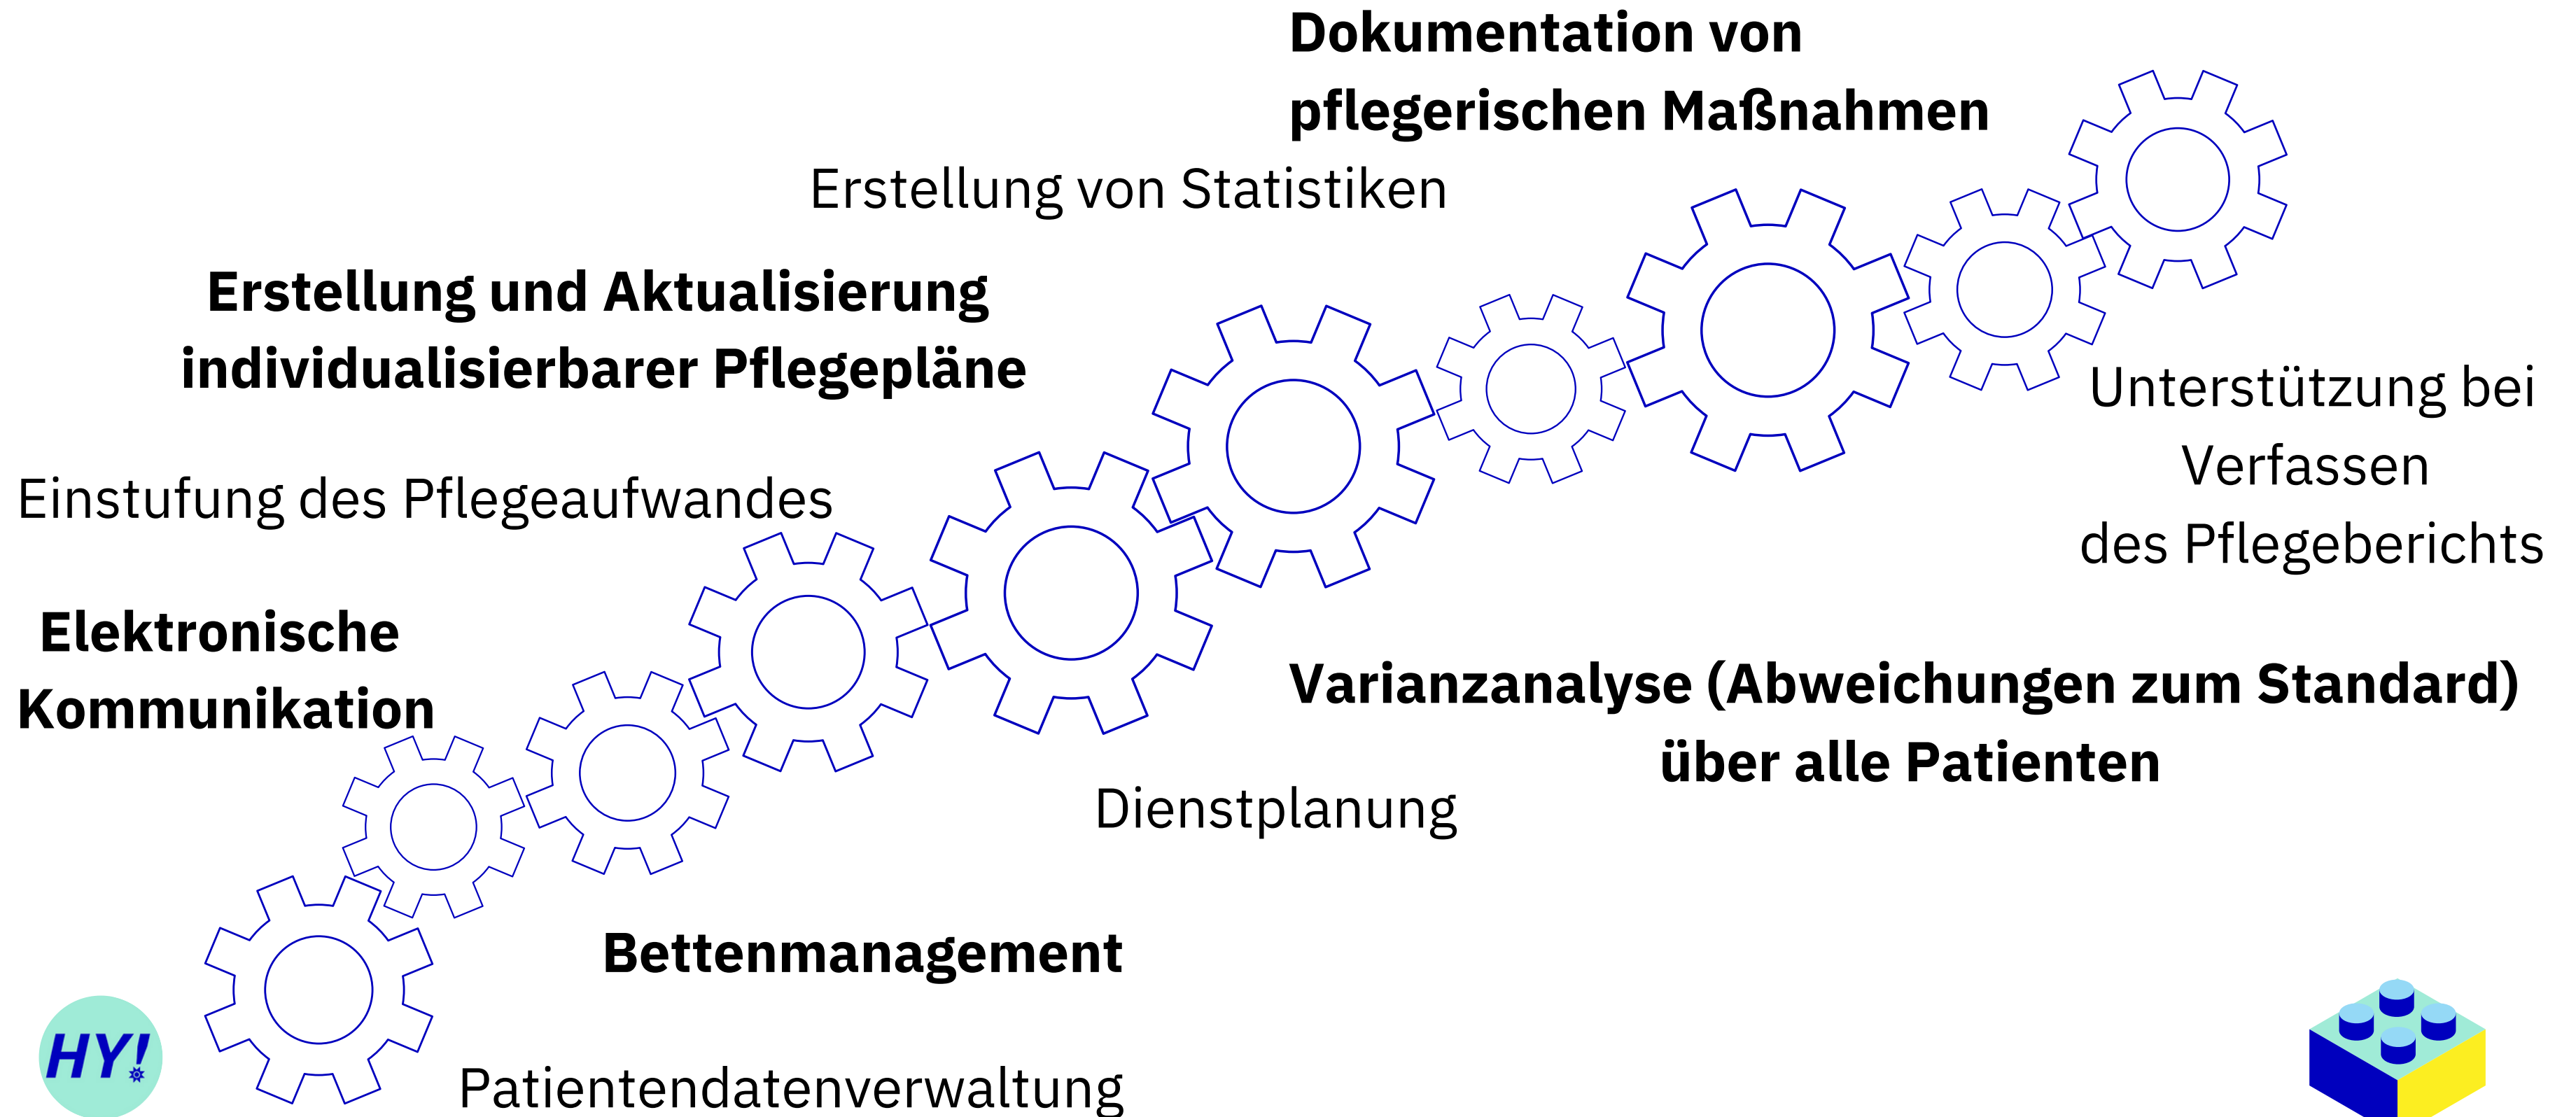 Dokumentation von
pflegerischen Maßnahmen
Erstellung von Statistiken
Erstellung und Aktualisierung
individualisierbarer Pflegepläne
Unterstützung bei
Verfassen
des Pflegeberichts
Einstufung des Pflegeaufwandes
Elektronische
Kommunikation
Varianzanalyse (Abweichungen zum Standard)
über alle Patienten
Dienstplanung
Bettenmanagement
HY!
Patientendatenverwaltung